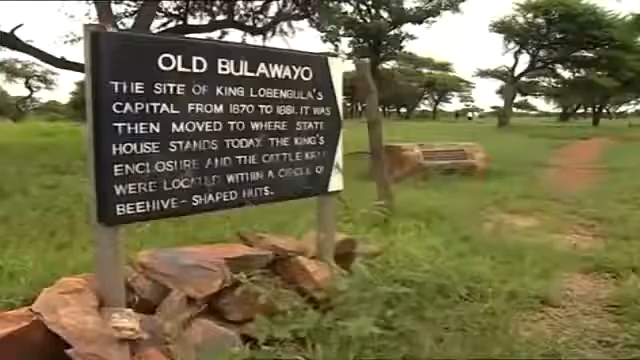 OLD BULAWAYO
THE SITE OF KING LOBENGULA'S
CAPITAL FROM 1870 TO 1881. IT WAS
THEN MOVED TO WHERE STATE
HOUSE STANDS TODAY. THE KING'S
ENCLOSURE AND THE CATTLE KRAAL
WERE LOCATED WITHIN A CIRCLE OF
BEEHIVE - SHAPED HUTS.